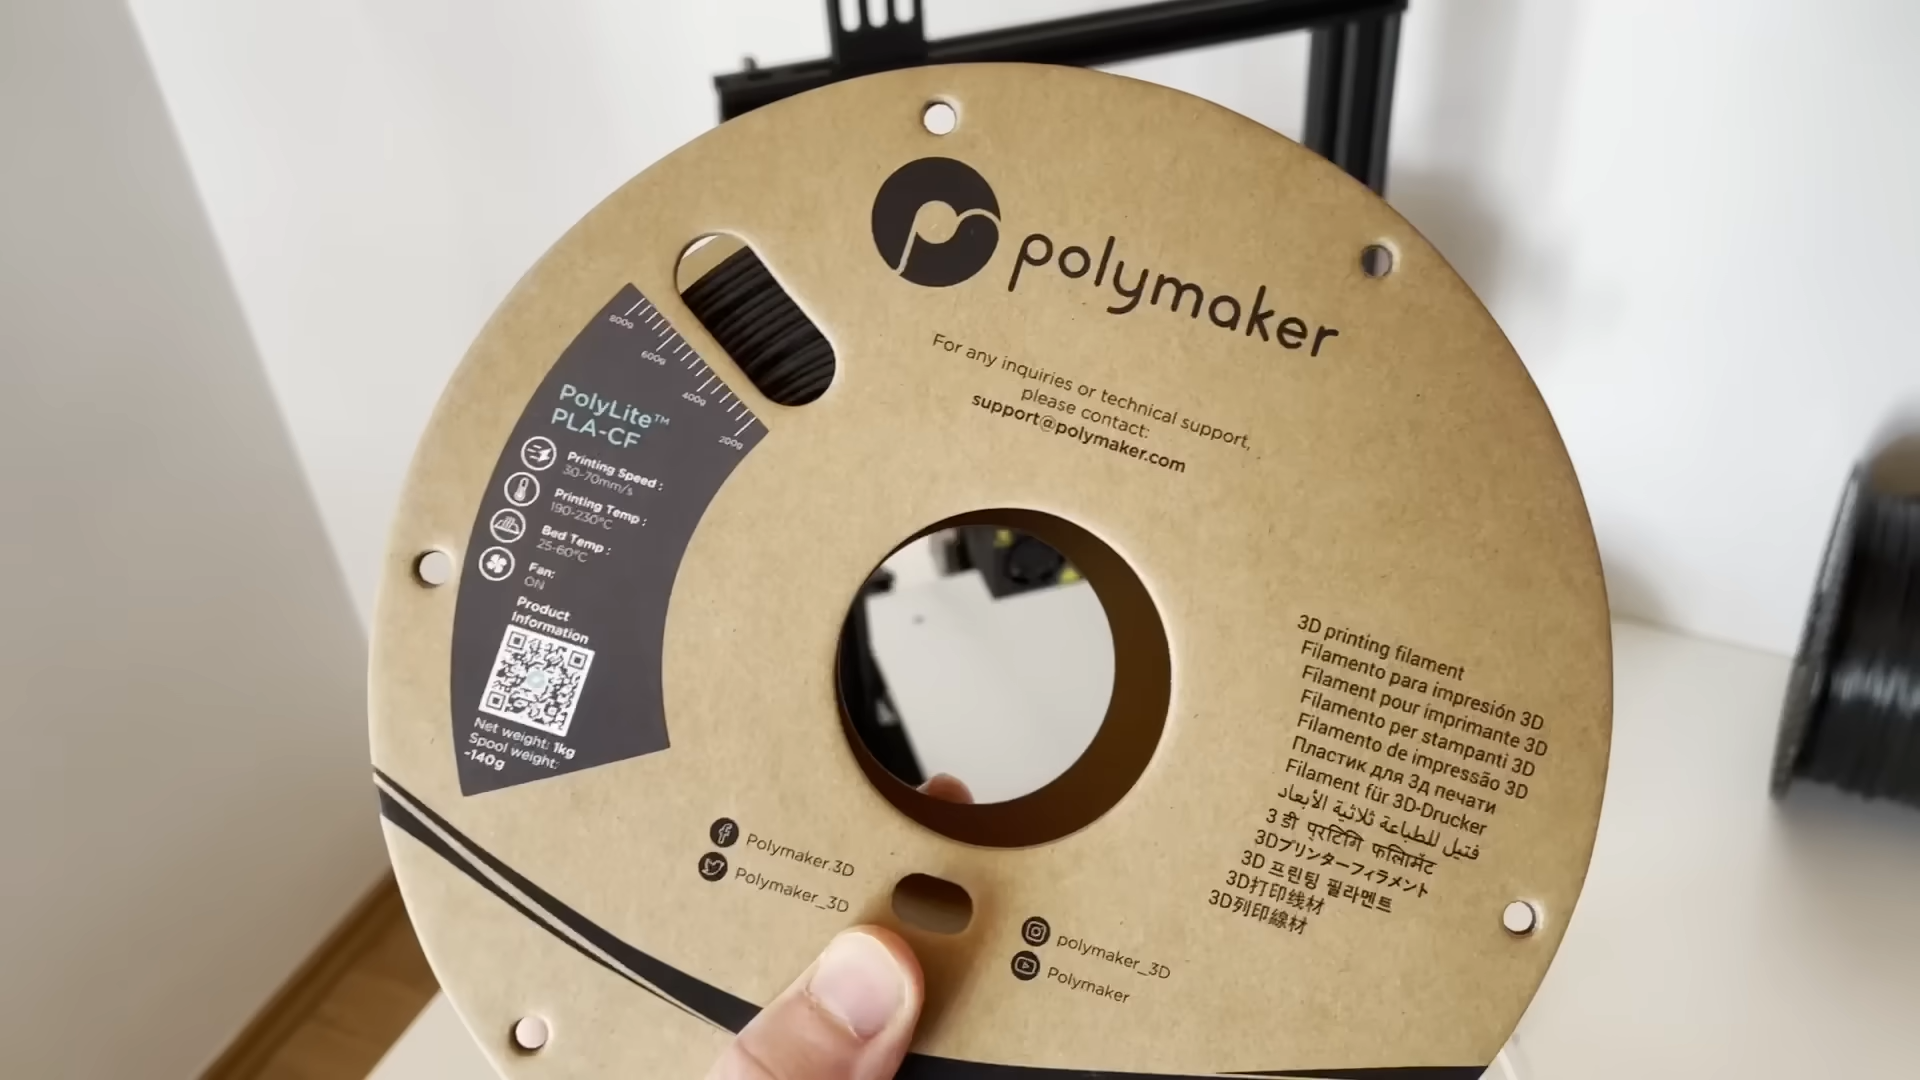 polymaker
For any inquiries or technical support,
please contact:
support@polymaker.com
800g
600g
400g
200g
PolyLite™
PLA-CF
Printing Speed :
30-70mm/s
Printing Temp :
190-230°C
Bed Temp :
25-60°C
Fan:
ON
Product
Information
Net weight: 1kg
Spool weight:
~140g
3D printing filament
Filamento para impresión 3D
Filament pour imprimante 3D
Filamento per stampanti 3D
Filamento de impressão 3D
Пластик для 3д печати
Filament für 3D-Drucker
فتيل للطباعة ثلاثية الأبعاد
3 डी प्रटिगि फलिामेंट
3Dプリンターフィラメント
3D 프린팅 필라멘트
3D打印线材
3D列印線材
Polymaker.3D
Polymaker_3D
polymaker_3D
Polymaker